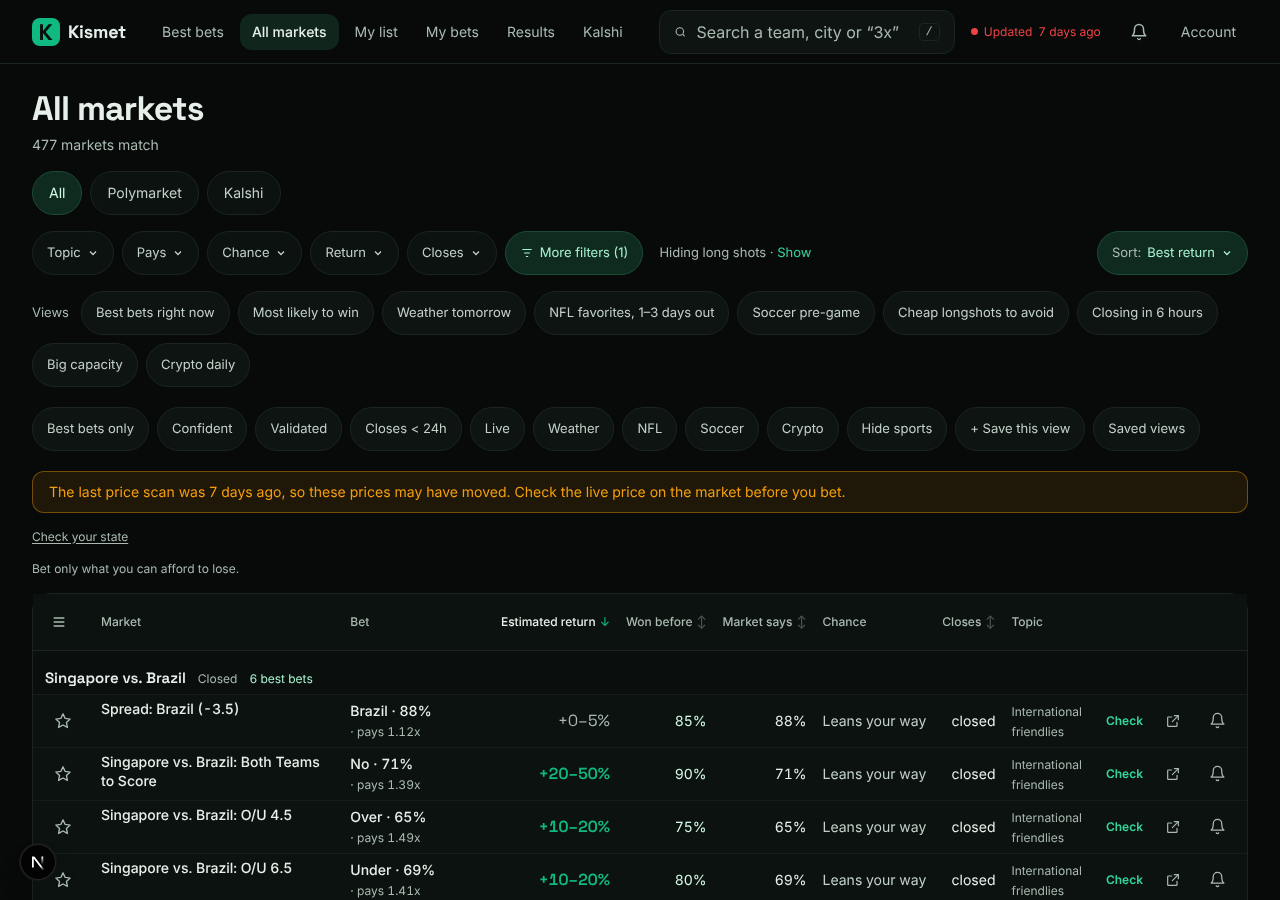 Kismet
Best bets
All markets
My list
My bets
Results
Kalshi
Search a team, city or “3x”
/
Updated 7 days ago
Account
All markets
477 markets match
All
Polymarket
Kalshi
Topic
Pays
Chance
Return
Closes
More filters (1)
Hiding long shots · Show
Sort: Best return
Views
Best bets right now
Most likely to win
Weather tomorrow
NFL favorites, 1–3 days out
Soccer pre-game
Cheap longshots to avoid
Closing in 6 hours
Big capacity
Crypto daily
Best bets only
Confident
Validated
Closes < 24h
Live
Weather
NFL
Soccer
Crypto
Hide sports
+ Save this view
Saved views
The last price scan was 7 days ago, so these prices may have moved. Check the live price on the market before you bet.
Check your state
Bet only what you can afford to lose.
Market
Bet
Estimated return ↓
Won before
Market says
Chance
Closes
Topic
Singapore vs. Brazil Closed 6 best bets
Spread: Brazil (-3.5)
Brazil · 88%
· pays 1.12x
+0–5%
85%
88%
Leans your way
closed
International
friendlies
Check
Singapore vs. Brazil: Both Teams
to Score
No · 71%
· pays 1.39x
+20–50%
90%
71%
Leans your way
closed
International
friendlies
Check
Singapore vs. Brazil: O/U 4.5
Over · 65%
· pays 1.49x
+10–20%
75%
65%
Leans your way
closed
International
friendlies
Check
Singapore vs. Brazil: O/U 6.5
Under · 69%
· pays 1.41x
+10–20%
80%
69%
Leans your way
closed
International
friendlies
Check
N